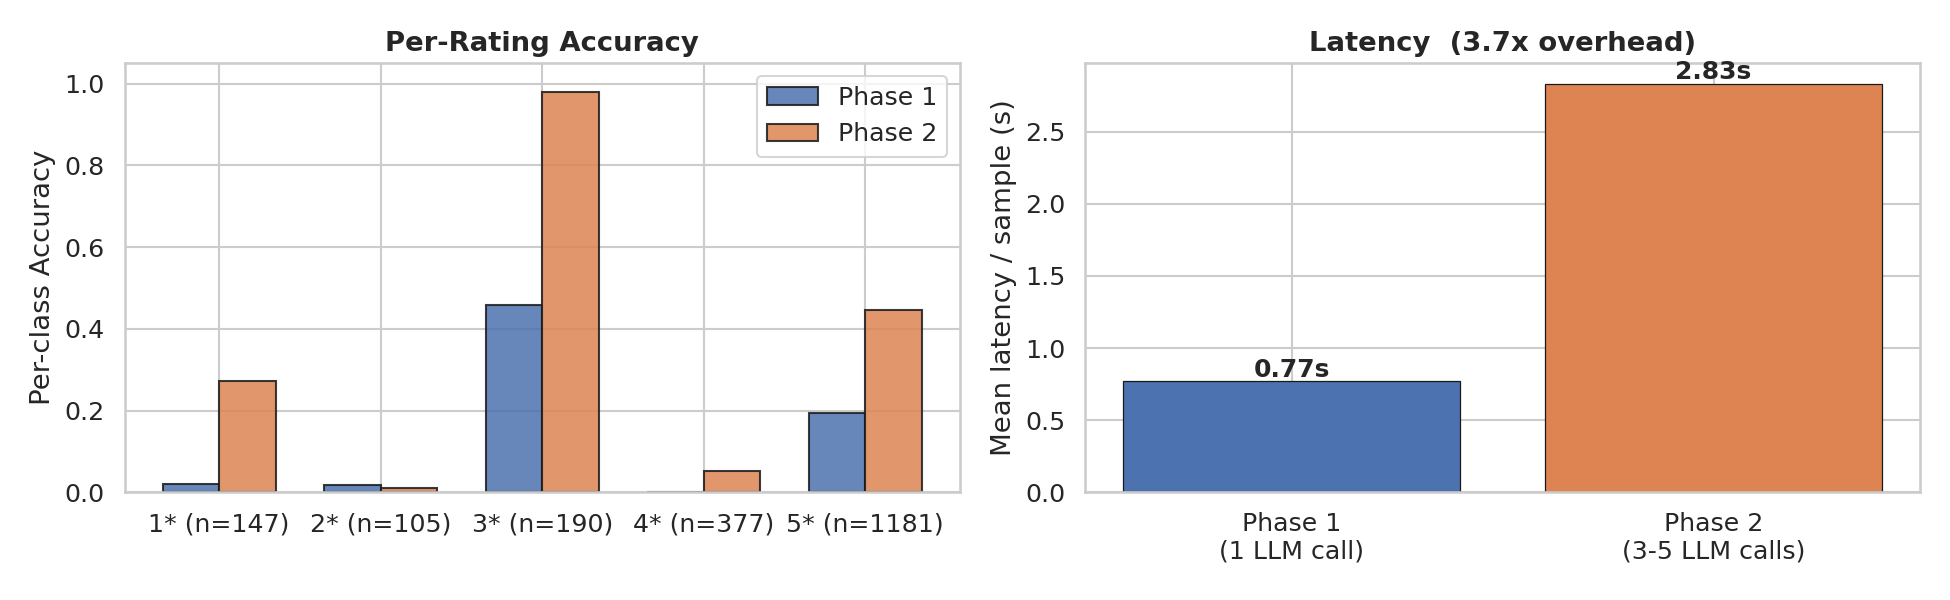 Per-Rating Accuracy
Per-class Accuracy
1.0
0.8
0.6
0.4
0.2
0.0
Phase 1
Phase 2
1* (n=147) 2* (n=105) 3* (n=190) 4* (n=377) 5* (n=1181)
Latency (3.7x overhead)
Mean latency / sample (s)
2.5
2.0
1.5
1.0
0.5
0.0
0.77s
2.83s
Phase 1
(1 LLM call)
Phase 2
(3-5 LLM calls)